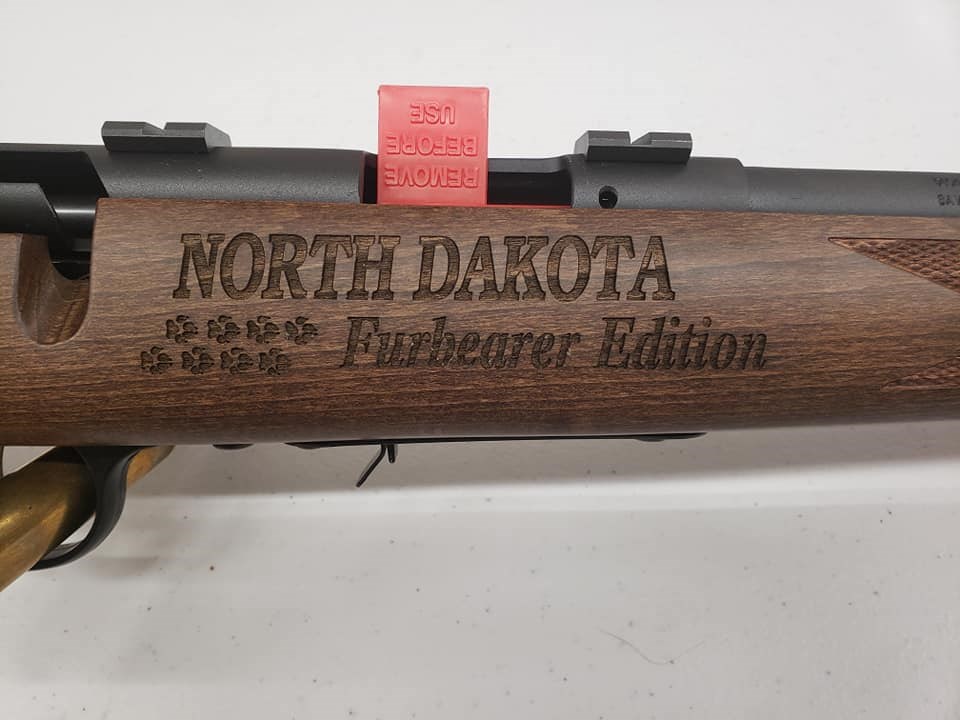 REMOVE
BEFORE
USE
NORTH DAKOTA
Furbearer Edition